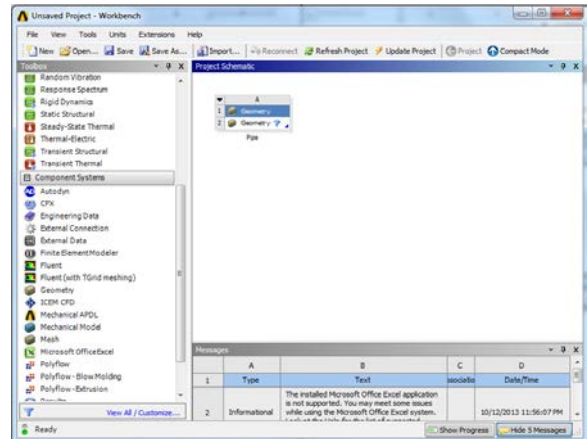 Unsaved Project - Workbench
File View Tools Units Extensions Help
New Open... Save Save As... Import... Reconnect Refresh Project Update Project Project Compact Mode
Toolbox
Project Schematic
Random Vibration
Response Spectrum
Rigid Dynamics
Static Structural
Steady-State Thermal
Thermal-Electric
Transient Structural
Transient Thermal
Component Systems
Autodyn
CFX
Engineering Data
External Connection
External Data
Finite Element Modeler
Fluent
Fluent (with TGrid meshing)
Geometry
ICEM CFD
Mechanical APDL
Mechanical Model
Mesh
Microsoft Office Excel
Polyflow
Polyflow - Blow Molding
Polyflow - Extrusion
View All / Customize...
A
1 Geometry
2 Geometry ?
Messages
A B C D
1 Type Text Date/Time
2 Informational The installed Microsoft Office Excel application
is not supported. You may meet some issues
while using the Microsoft Office Excel system.
10/12/2013 11:56:07 PM
Ready
Show Progress Hide 5 Messages